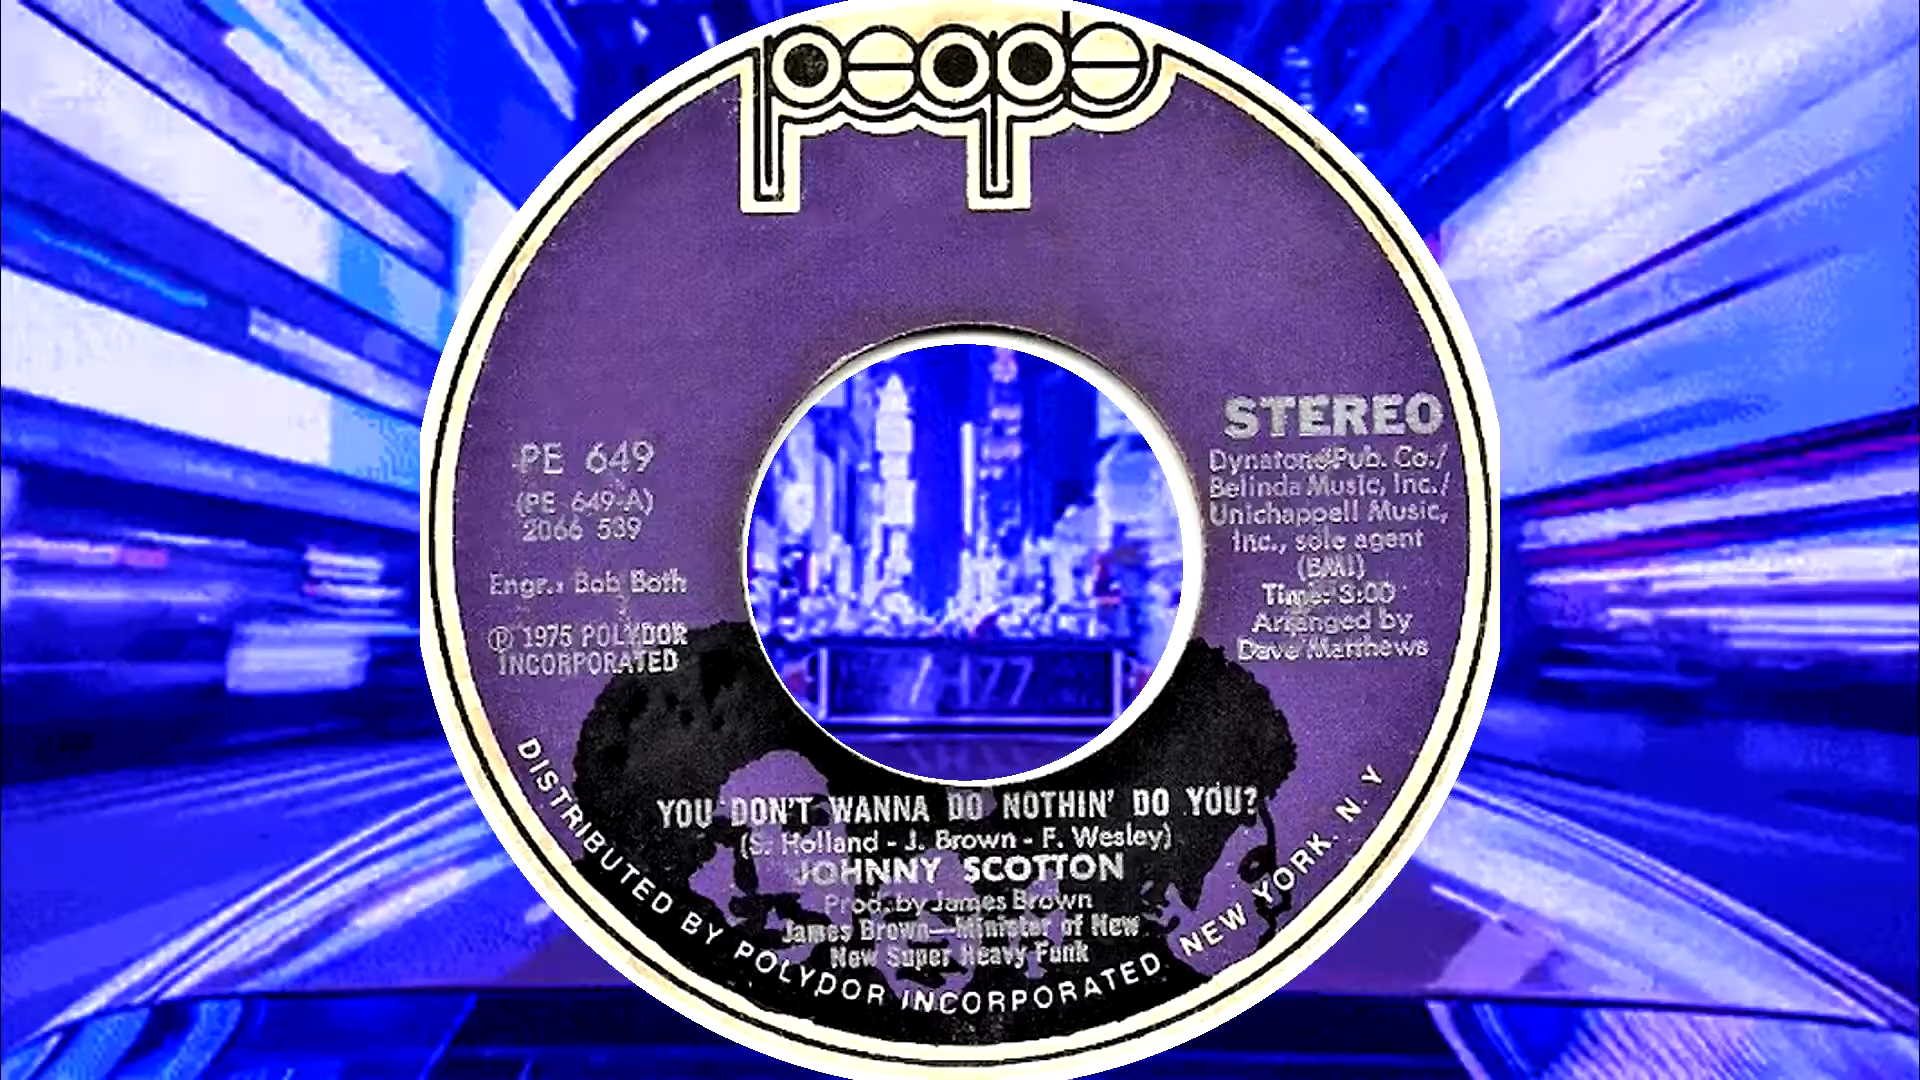 people
PE 649
(PE 649-A)
2066 539
Engr.: Bob Both
℗ 1975 POLYDOR
INCORPORATED
STEREO
Dynatone Pub. Co./
Belinda Music, Inc./
Unichappell Music,
Inc., sole agent
(BMI)
Time: 3:00
Arranged by
Dave Matthews
YOU DON'T WANNA DO NOTHIN' DO YOU?
(S. Holland - J. Brown - F. Wesley)
JOHNNY SCOTTON
Prod. by James Brown
James Brown—Minister of New
New Super Heavy Funk
DISTRIBUTED BY POLYDOR INCORPORATED. NEW YORK. N. Y